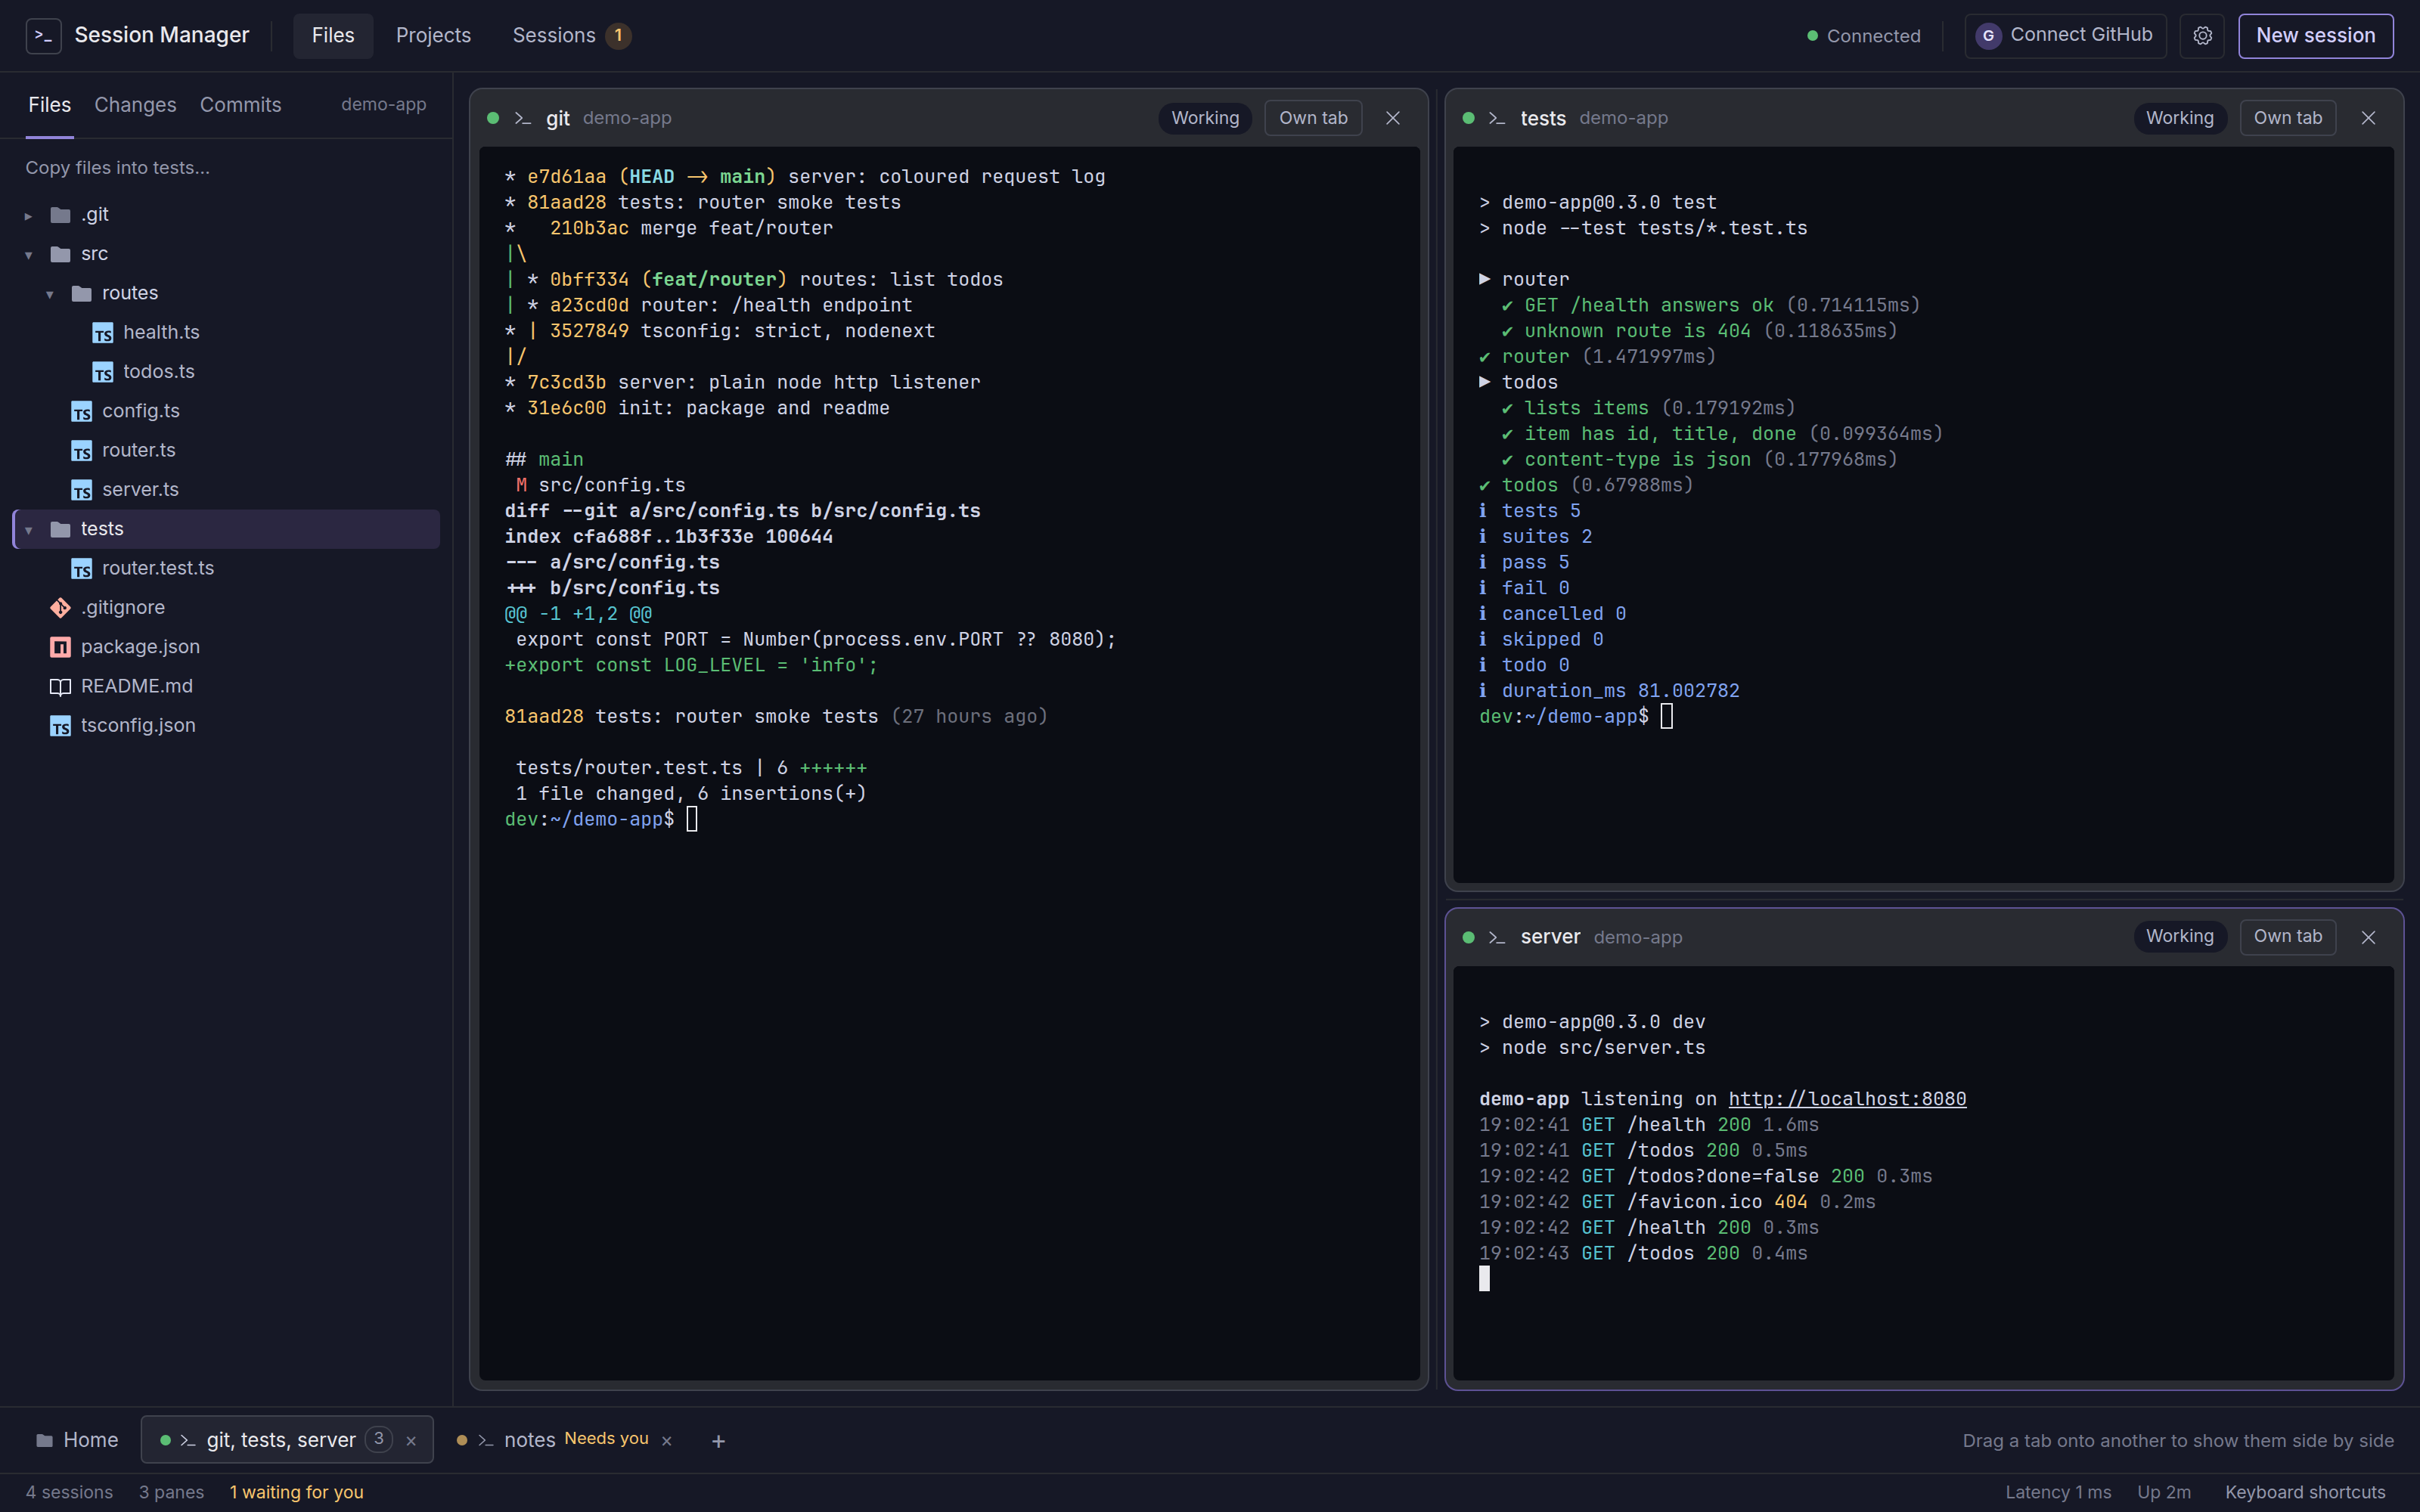 >_ Session Manager Files Projects Sessions 1 Connected G Connect GitHub New session
Files Changes Commits demo-app
Copy files into tests...
.git
src
routes
TS health.ts
TS todos.ts
TS config.ts
TS router.ts
TS server.ts
tests
TS router.test.ts
.gitignore
package.json
README.md
TS tsconfig.json
>_ git demo-app Working Own tab
* e7d61aa (HEAD -> main) server: coloured request log
* 81aad28 tests: router smoke tests
*   210b3ac merge feat/router
|\
| * 0bff334 (feat/router) routes: list todos
| * a23cd0d router: /health endpoint
* | 3527849 tsconfig: strict, nodenext
|/
* 7c3cd3b server: plain node http listener
* 31e6c00 init: package and readme
## main
 M src/config.ts
diff --git a/src/config.ts b/src/config.ts
index cfa688f..1b3f33e 100644
--- a/src/config.ts
+++ b/src/config.ts
@@ -1 +1,2 @@
 export const PORT = Number(process.env.PORT ?? 8080);
+export const LOG_LEVEL = 'info';
81aad28 tests: router smoke tests (27 hours ago)
 tests/router.test.ts | 6 ++++++
 1 file changed, 6 insertions(+)
dev:~/demo-app$
>_ tests demo-app Working Own tab
> demo-app@0.3.0 test
> node --test tests/*.test.ts
▶ router
  ✔ GET /health answers ok (0.714115ms)
  ✔ unknown route is 404 (0.118635ms)
✔ router (1.471997ms)
▶ todos
  ✔ lists items (0.179192ms)
  ✔ item has id, title, done (0.099364ms)
  ✔ content-type is json (0.177968ms)
✔ todos (0.67988ms)
ℹ tests 5
ℹ suites 2
ℹ pass 5
ℹ fail 0
ℹ cancelled 0
ℹ skipped 0
ℹ todo 0
ℹ duration_ms 81.002782
dev:~/demo-app$
>_ server demo-app Working Own tab
> demo-app@0.3.0 dev
> node src/server.ts
demo-app listening on http://localhost:8080
19:02:41 GET /health 200 1.6ms
19:02:41 GET /todos 200 0.5ms
19:02:42 GET /todos?done=false 200 0.3ms
19:02:42 GET /favicon.ico 404 0.2ms
19:02:42 GET /health 200 0.3ms
19:02:43 GET /todos 200 0.4ms
Home >_ git, tests, server 3 × >_ notes Needs you × + Drag a tab onto another to show them side by side
4 sessions 3 panes 1 waiting for you Latency 1 ms Up 2m Keyboard shortcuts